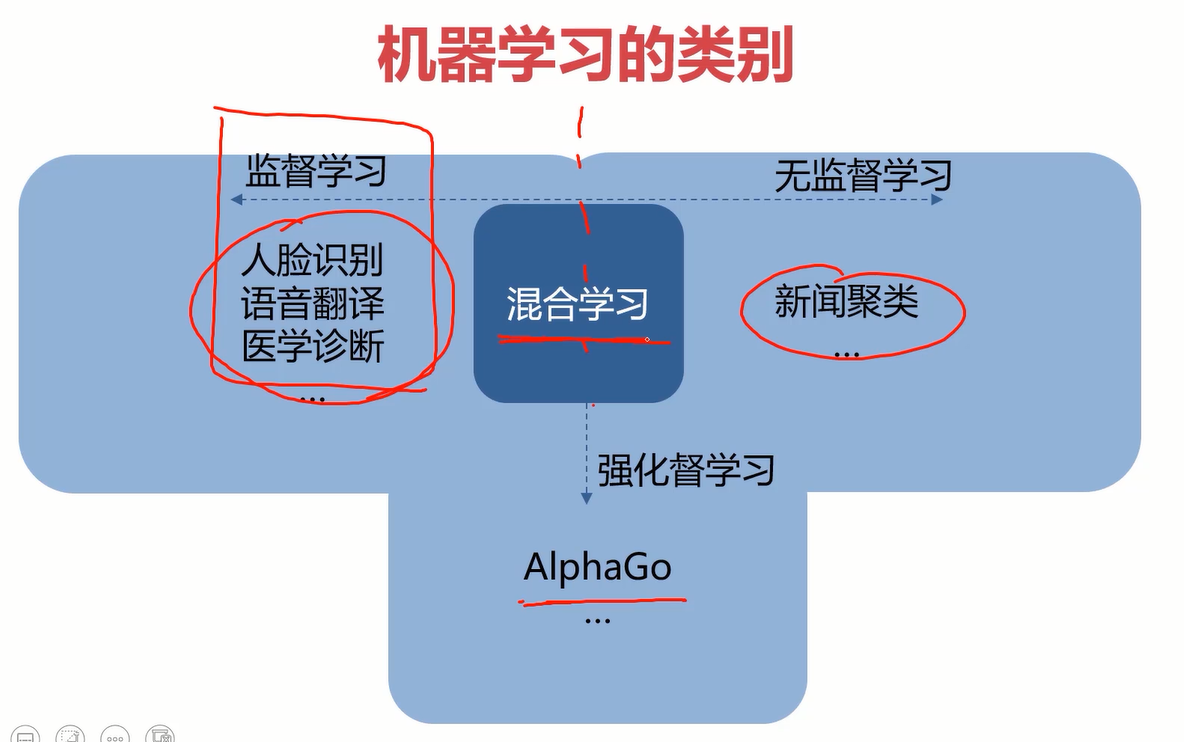 机器学习的类别
监督学习
无监督学习
人脸识别
语音翻译
医学诊断
...
混合学习
新闻聚类
...
强化督学习
AlphaGo
...